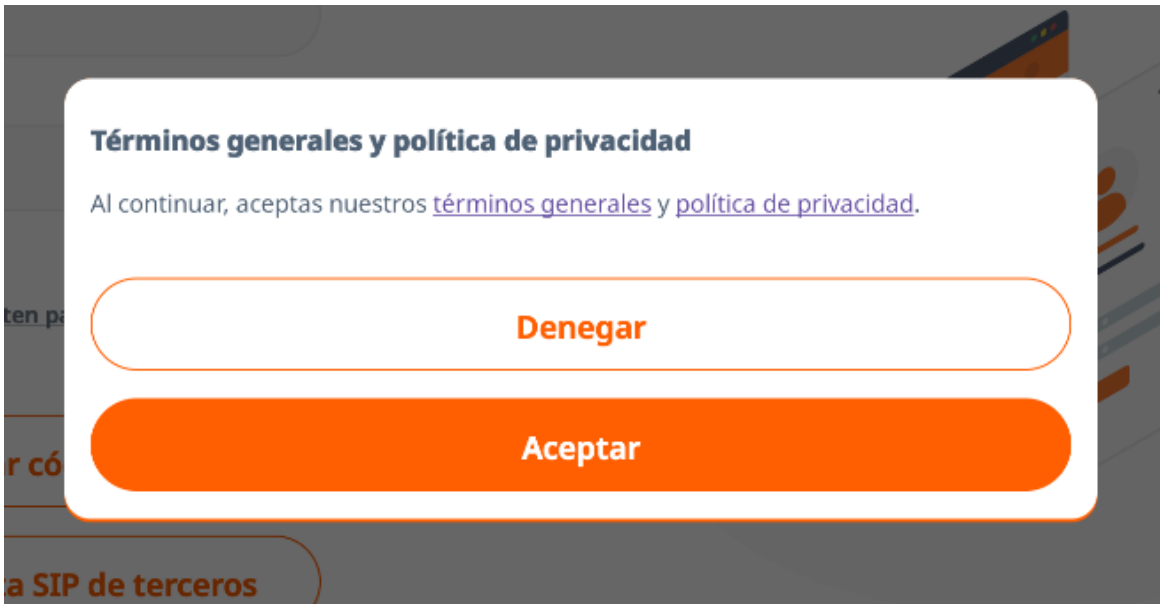 Términos generales y política de privacidad
Al continuar, aceptas nuestros términos generales y política de privacidad.
ten pa
Denegar
Aceptar
r có
a SIP de terceros